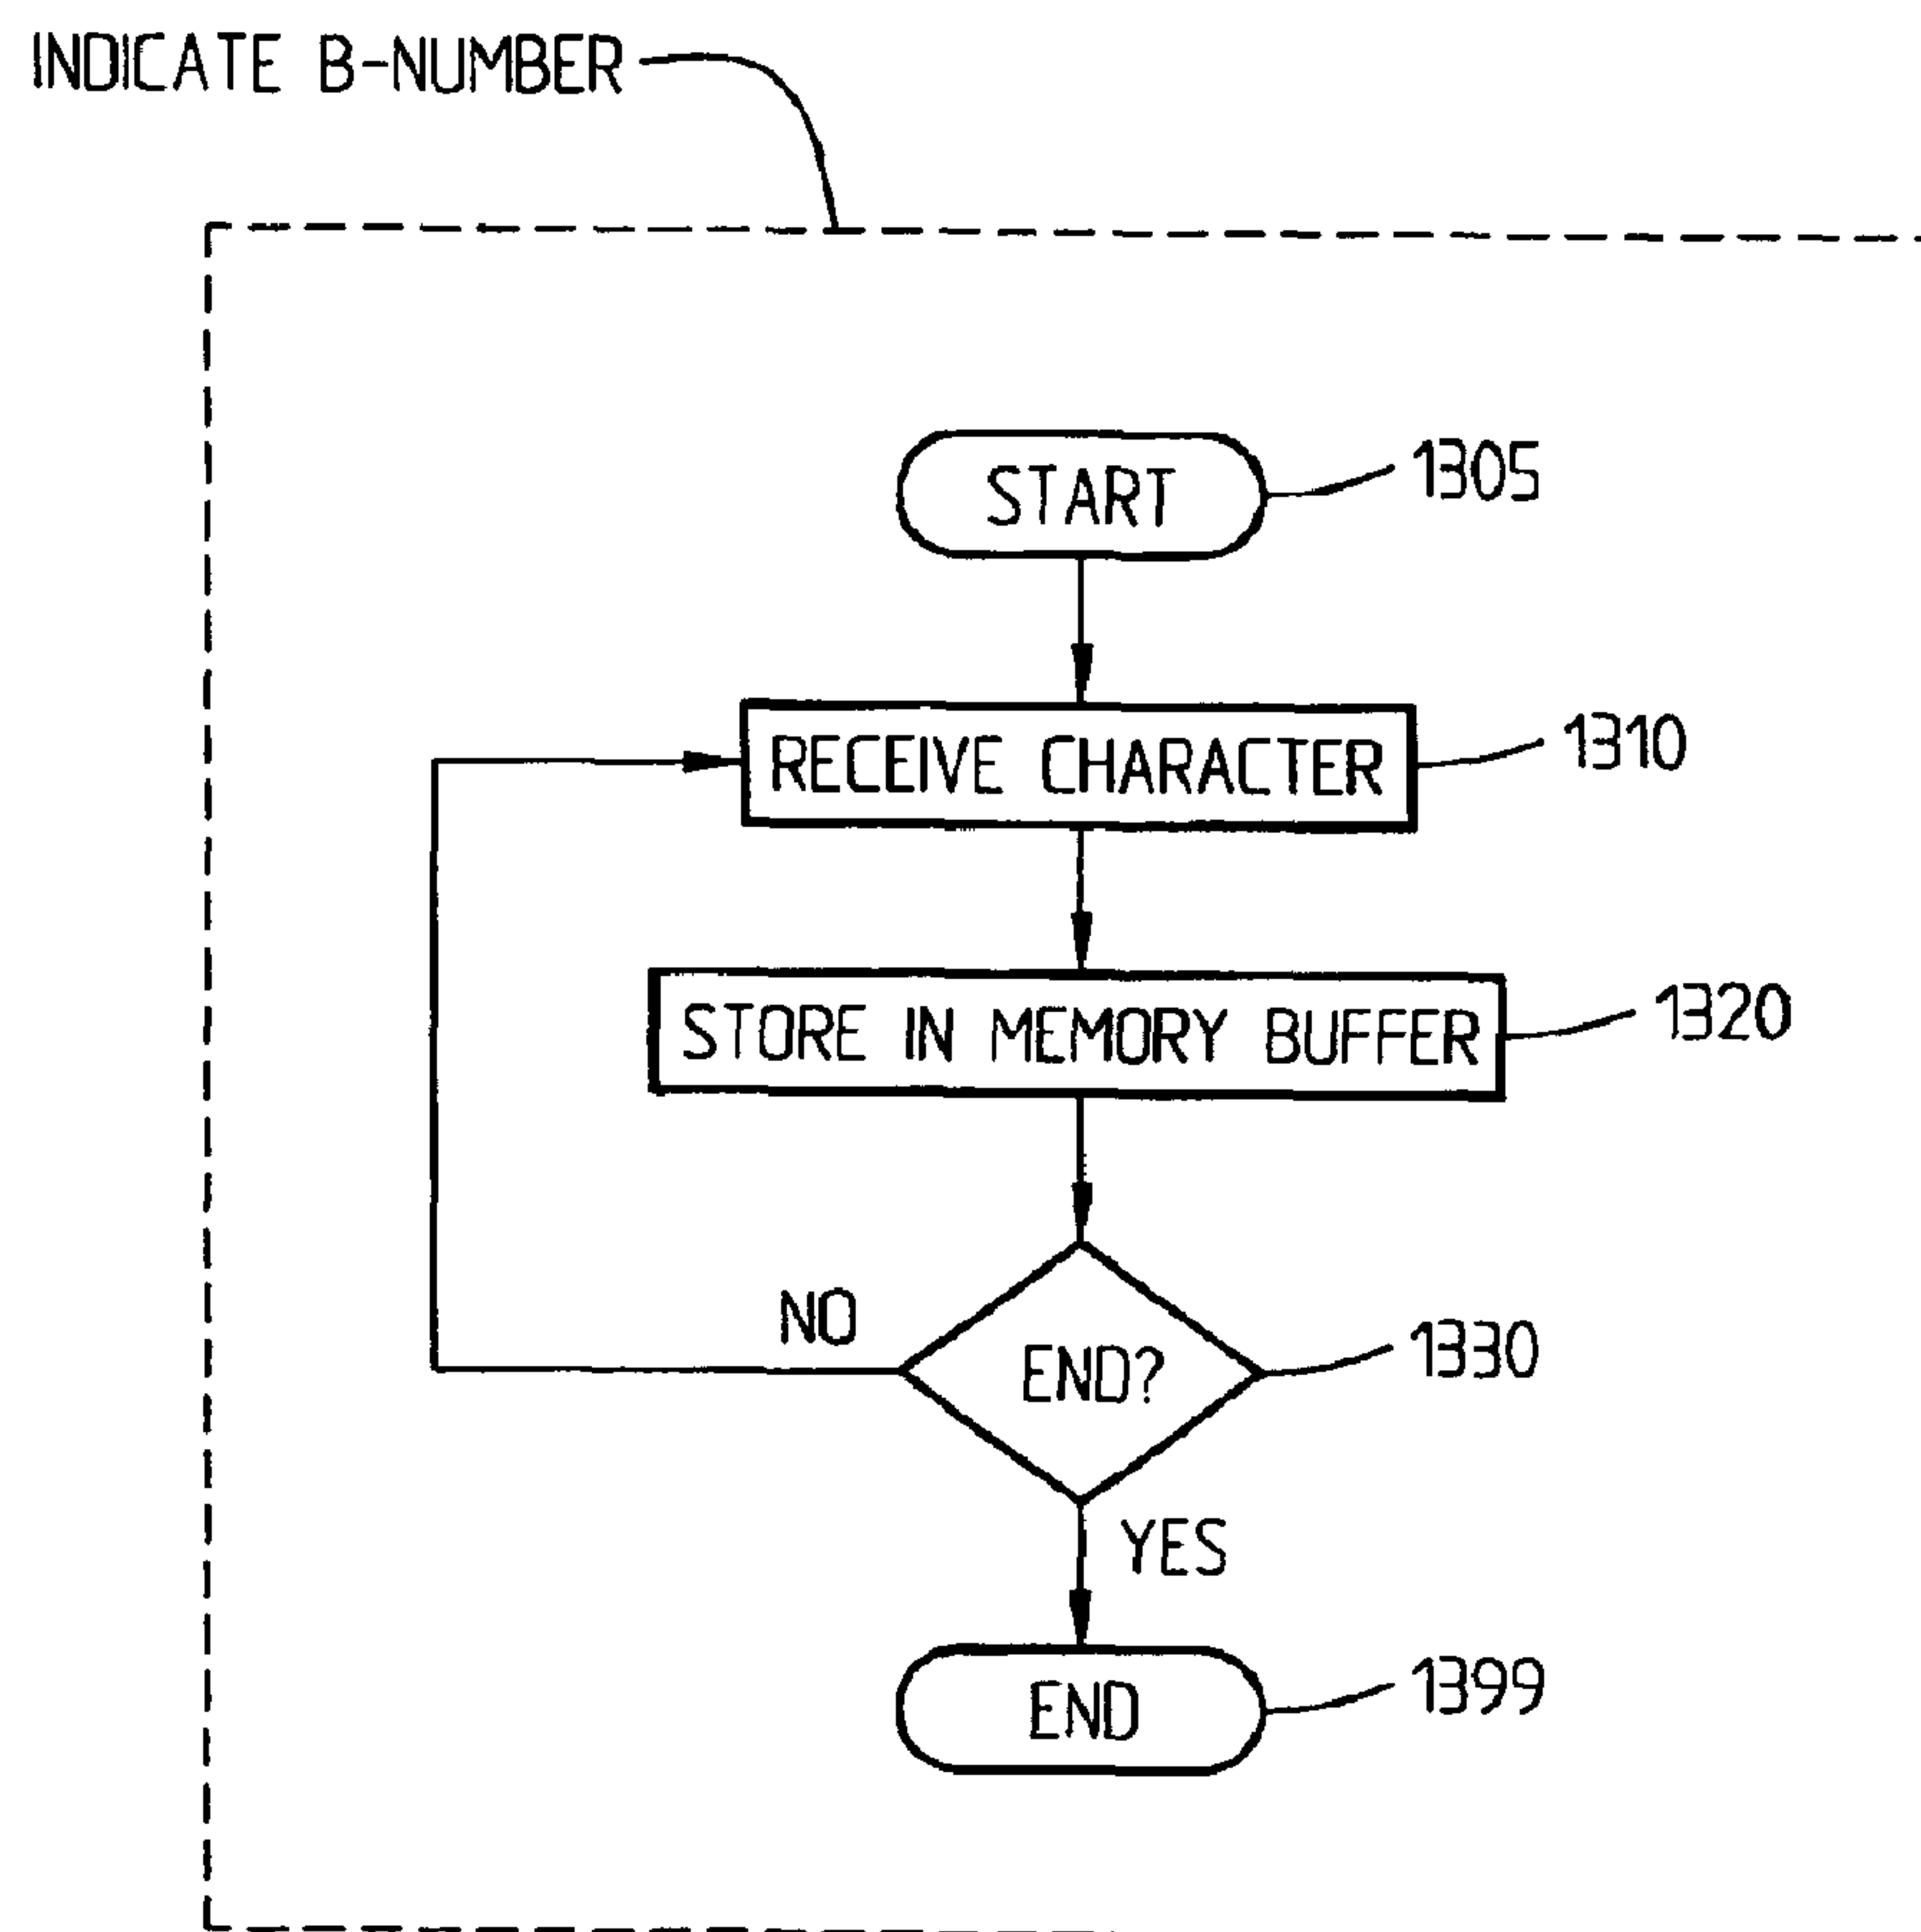 INDICATE B-NUMBER
START
1305
RECEIVE CHARACTER
1310
STORE IN MEMORY BUFFER
1320
NO
END?
1330
YES
END
1399